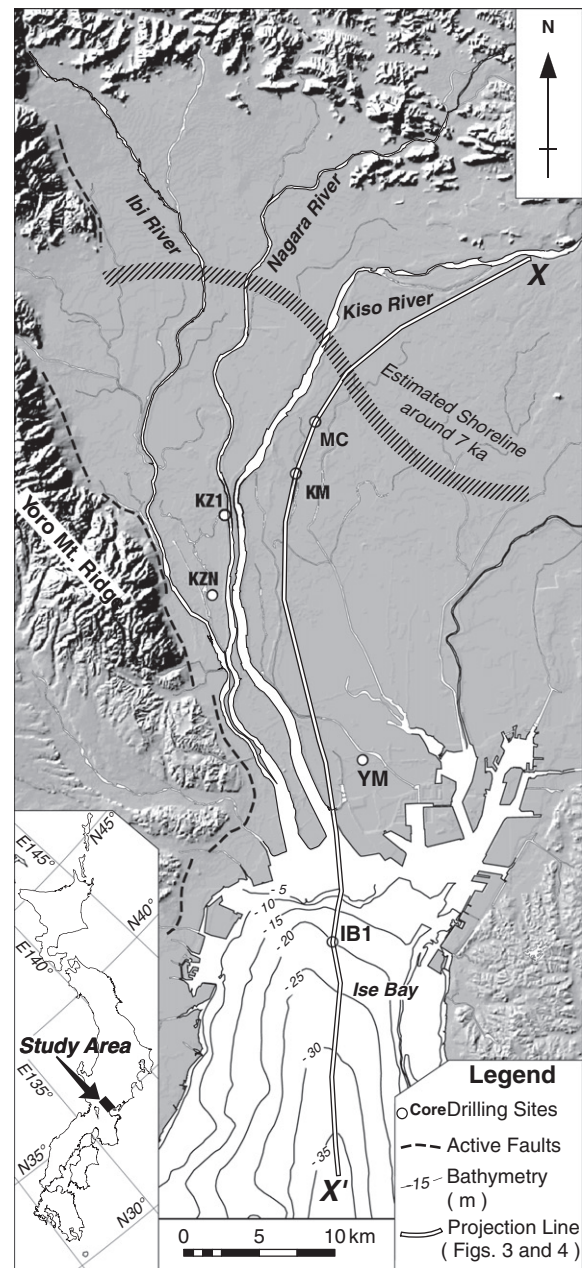 N
Ibi River
Nagara River
X
Kiso River
Estimated Shoreline
around 7 ka
MC
KM
KZ1
Yoro Mt. Ridge
KZN
YM
-5
-10
-15
-20
IB1
-25
Ise Bay
-30
-35
X'
N45°
E145°
N40°
E140°
Study Area
E135°
N35°
N30°
0 5 10 km
Legend
Core Drilling Sites
Active Faults
-15 Bathymetry
( m )
Projection Line
( Figs. 3 and 4 )